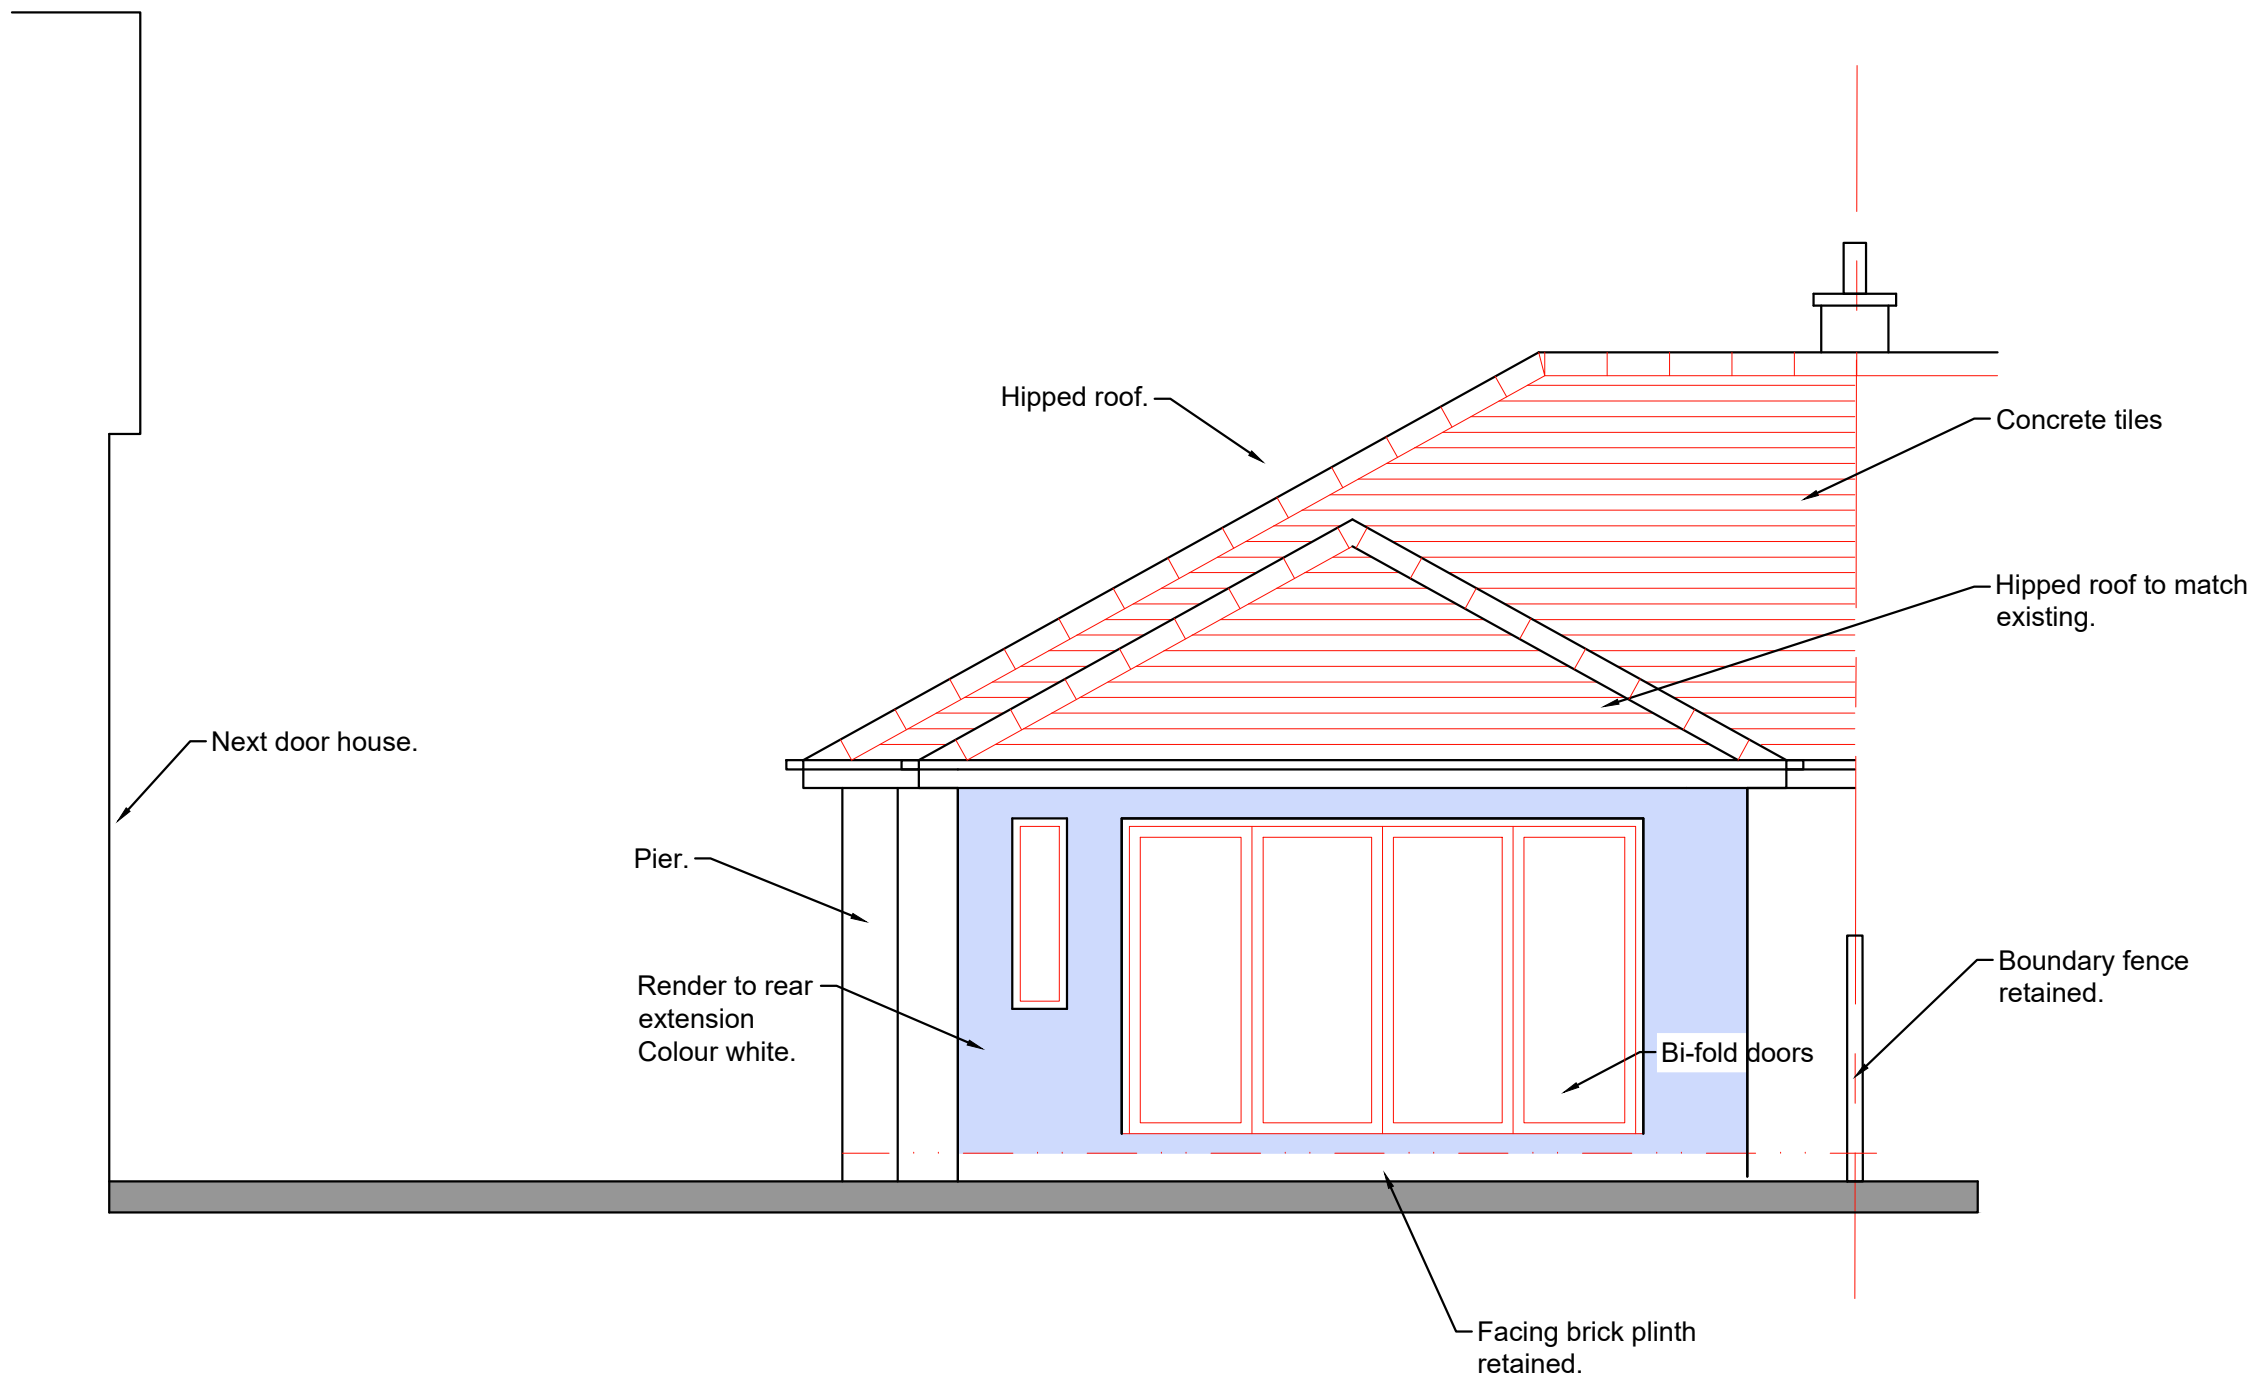 Hipped roof.
Concrete tiles
Hipped roof to match
existing.
Next door house.
Pier.
Render to rear
extension
Colour white.
Boundary fence
retained.
Bi-fold doors
Facing brick plinth
retained.